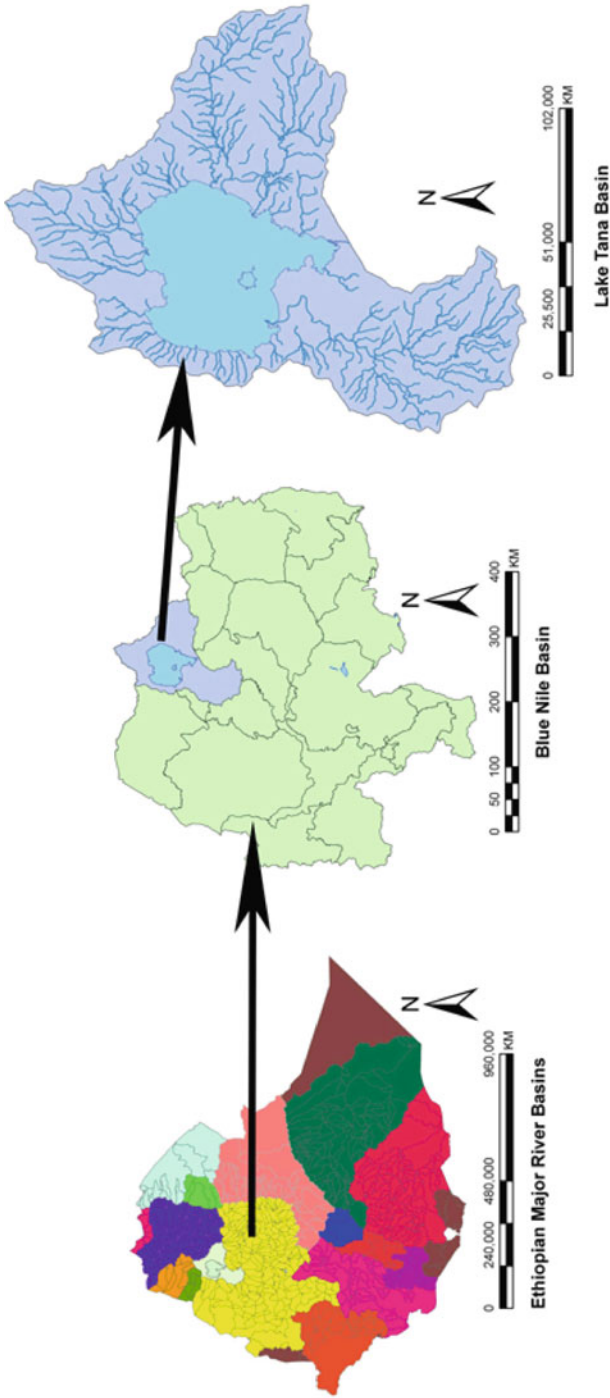 N
0 240,000 480,000 960,000
KM
Ethiopian Major River Basins
N
0 50 100 200 300 400
KM
Blue Nile Basin
N
0 25,500 51,000 102,000
KM
Lake Tana Basin